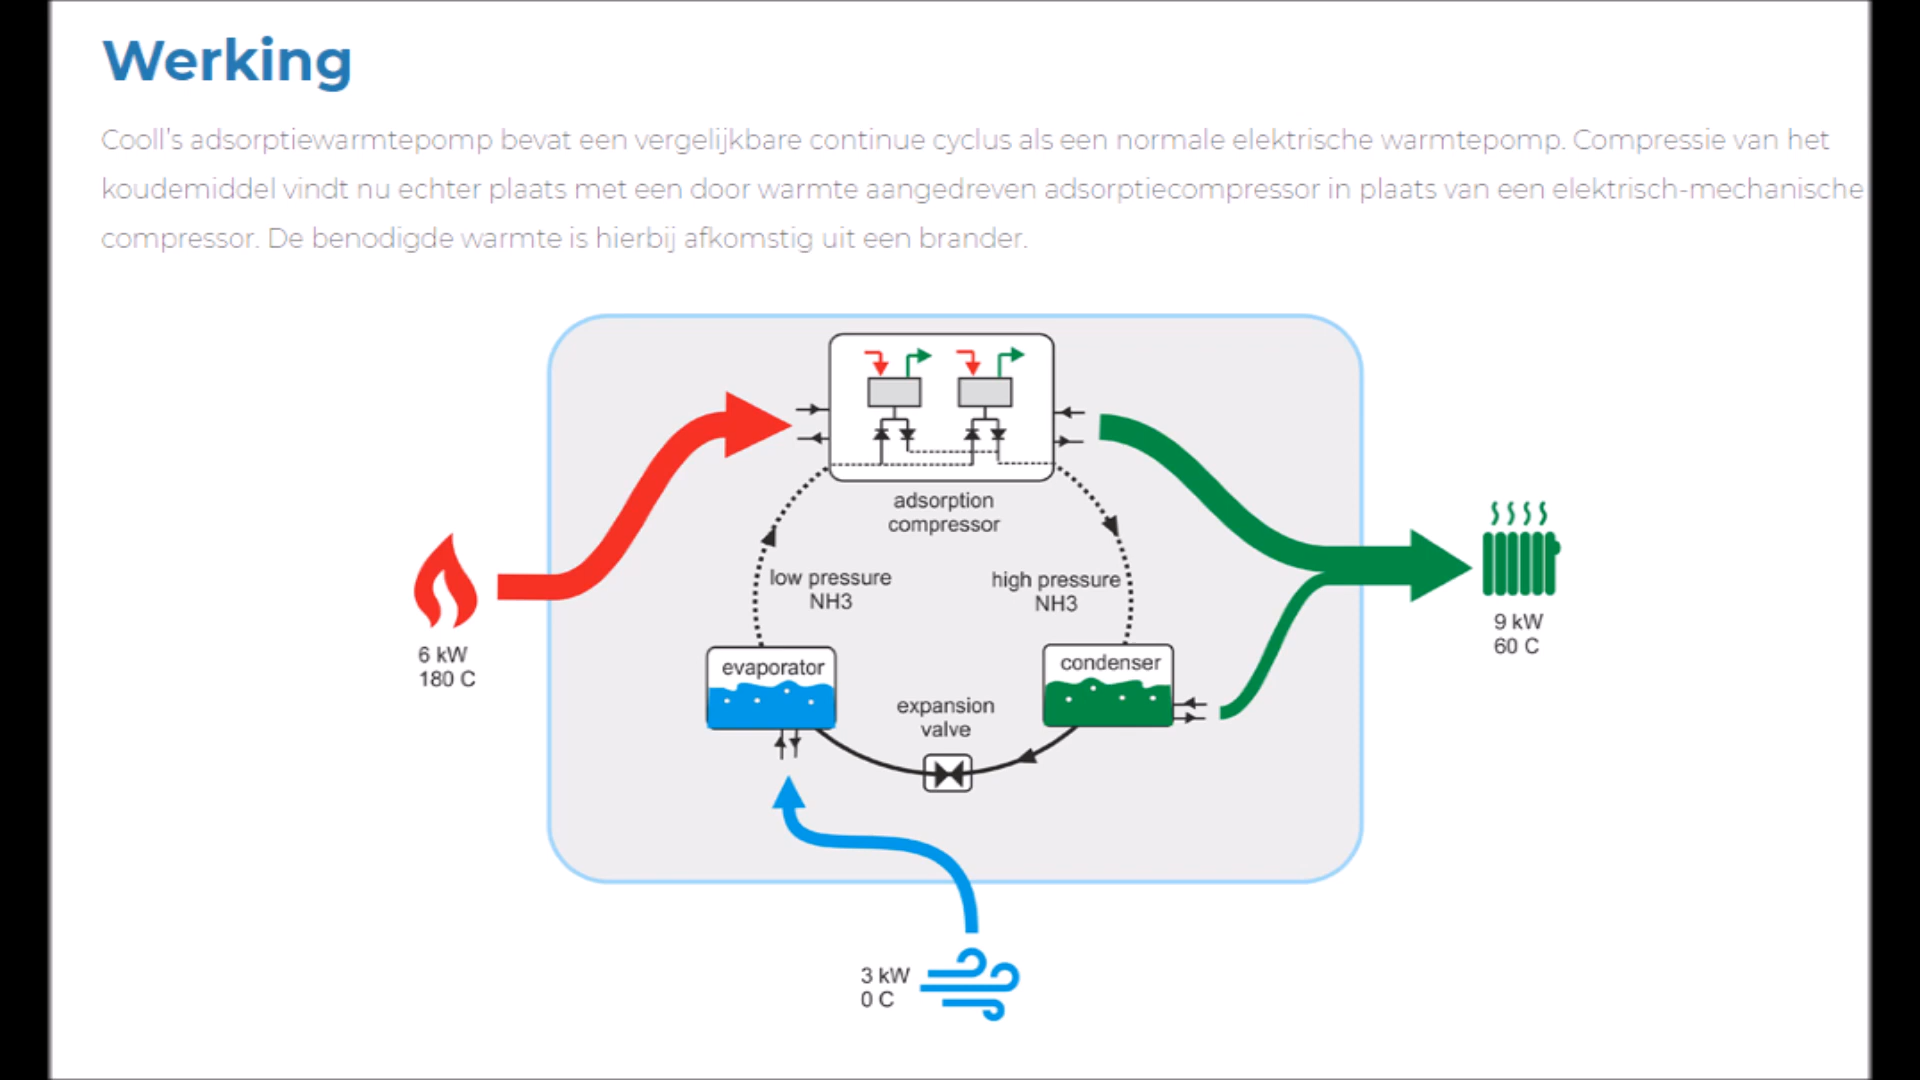 Werking
Cooll's adsorptiewarmtepomp bevat een vergelijkbare continue cyclus als een normale elektrische warmtepomp. Compressie van het
koudemiddel vindt nu echter plaats met een door warmte aangedreven adsorptiecompressor in plaats van een elektrisch-mechanische
compressor. De benodigde warmte is hierbij afkomstig uit een brander.
adsorption
compressor
low pressure
NH3
high pressure
NH3
6 kW
180 C
9 kW
60 C
evaporator
condenser
expansion
valve
3 kW
0 C